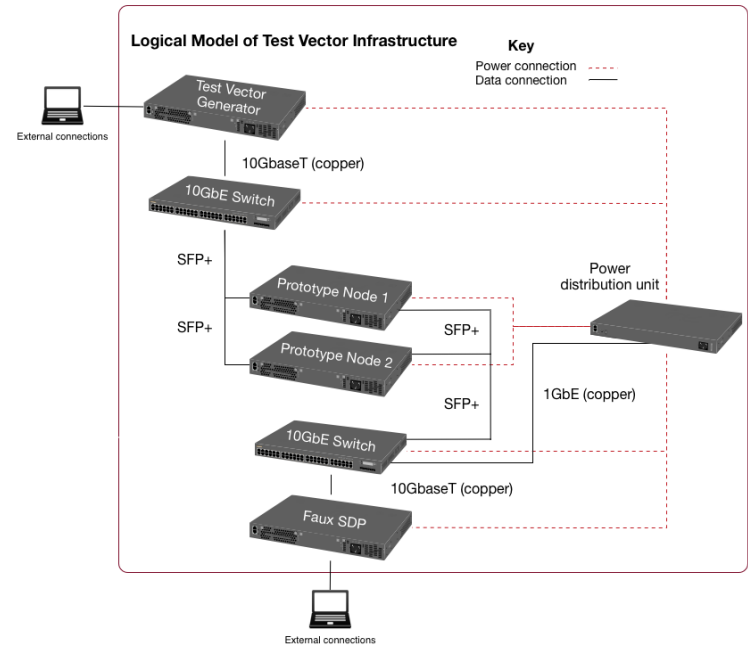 Logical Model of Test Vector Infrastructure
Key
Power connection
Data connection
Test Vector
Generator
External connections
10GbaseT (copper)
10GbE Switch
SFP+
Prototype Node 1
Power
distribution unit
SFP+
SFP+
Prototype Node 2
1GbE (copper)
SFP+
10GbE Switch
10GbaseT (copper)
Faux SDP
External connections